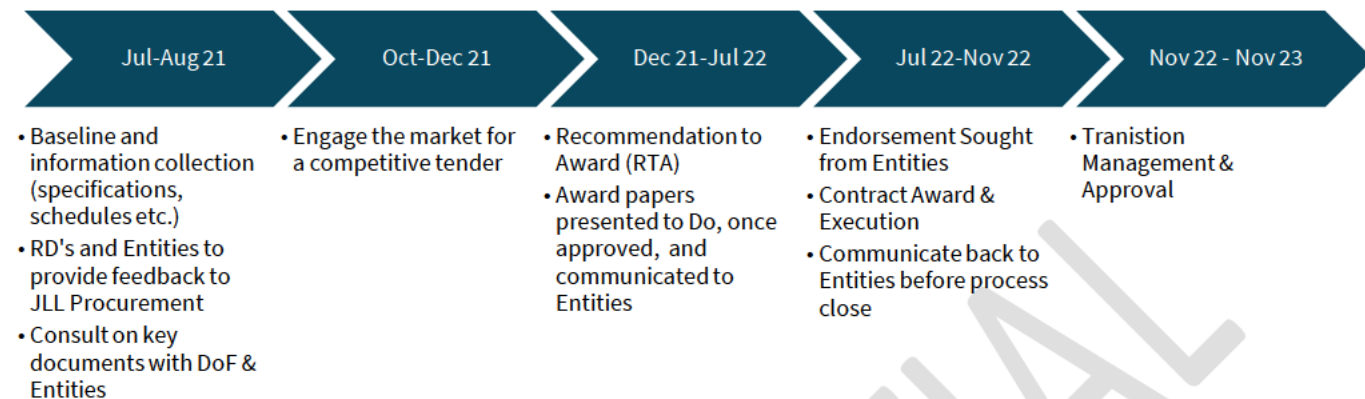 Jul-Aug 21
Oct-Dec 21
Dec 21-Jul 22
Jul 22-Nov 22
Nov 22 - Nov 23
• Baseline and
information collection
(specifications,
schedules etc.)
• RD's and Entities to
provide feedback to
JLL Procurement
• Consult on key
documents with DoF &
Entities
• Engage the market for
a competitive tender
• Recommendation to
Award (RTA)
• Award papers
presented to Do, once
approved, and
communicated to
Entities
• Endorsement Sought
from Entities
• Contract Award &
Execution
• Communicate back to
Entities before process
close
• Tranistion
Management &
Approval